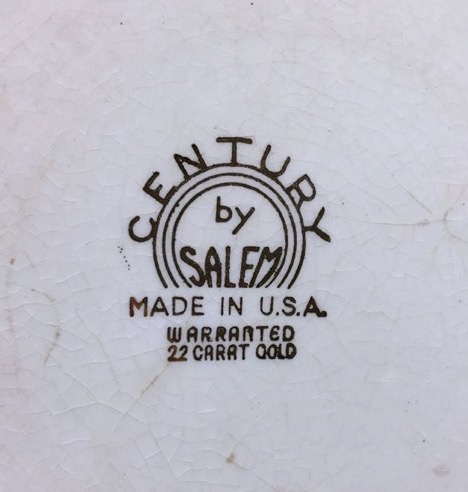 CENTURY
by
SALEM
MADE IN U.S.A.
WARRANTED
22 CARAT GOLD